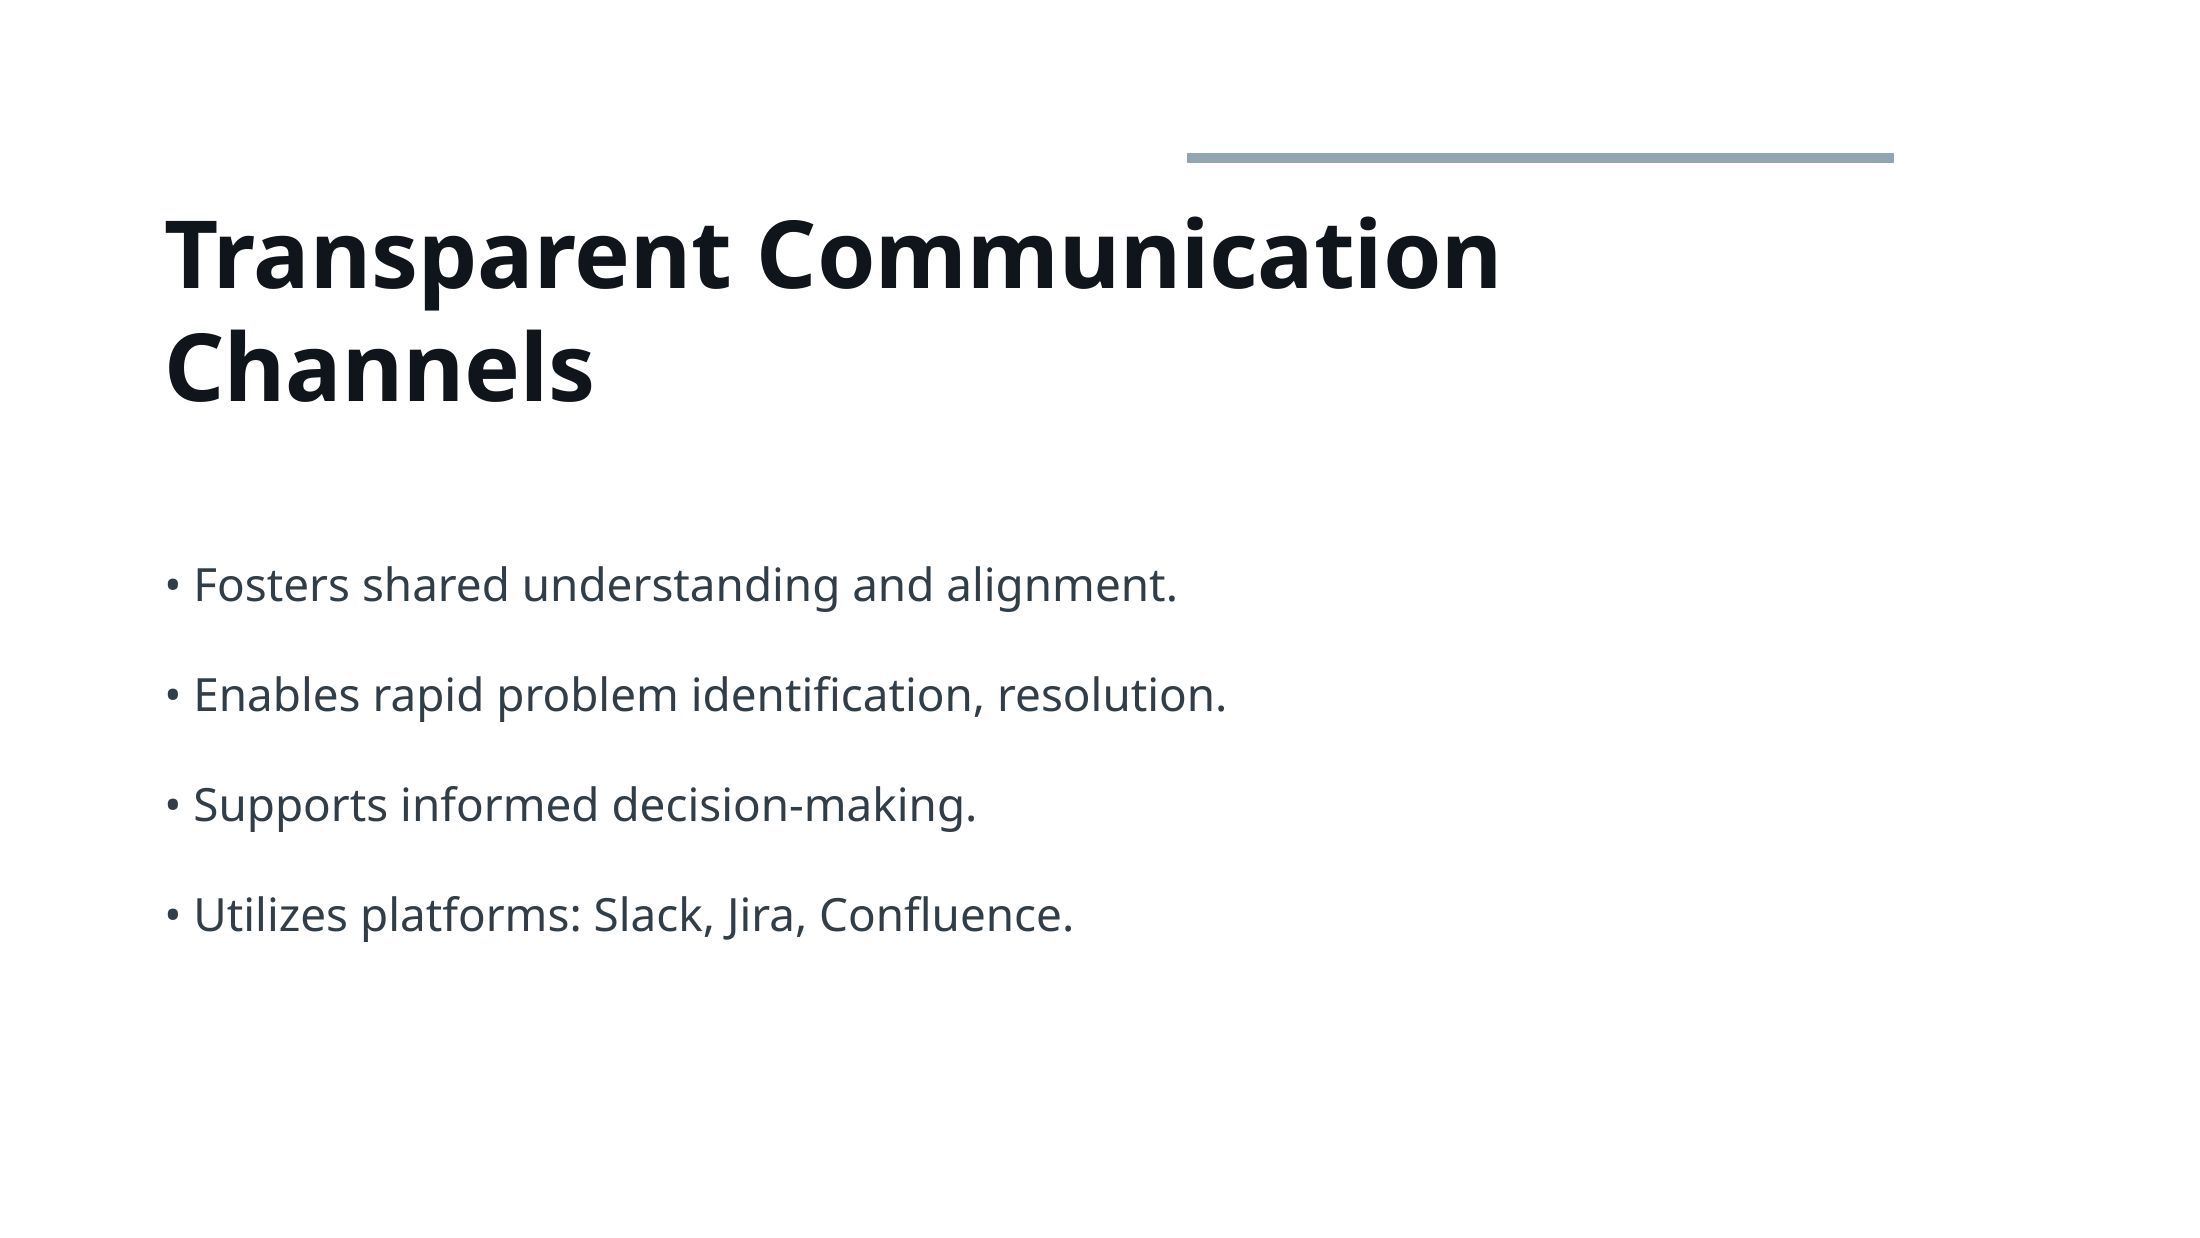 Transparent Communication
Channels
• Fosters shared understanding and alignment.
• Enables rapid problem identification, resolution.
• Supports informed decision-making.
• Utilizes platforms: Slack, Jira, Confluence.